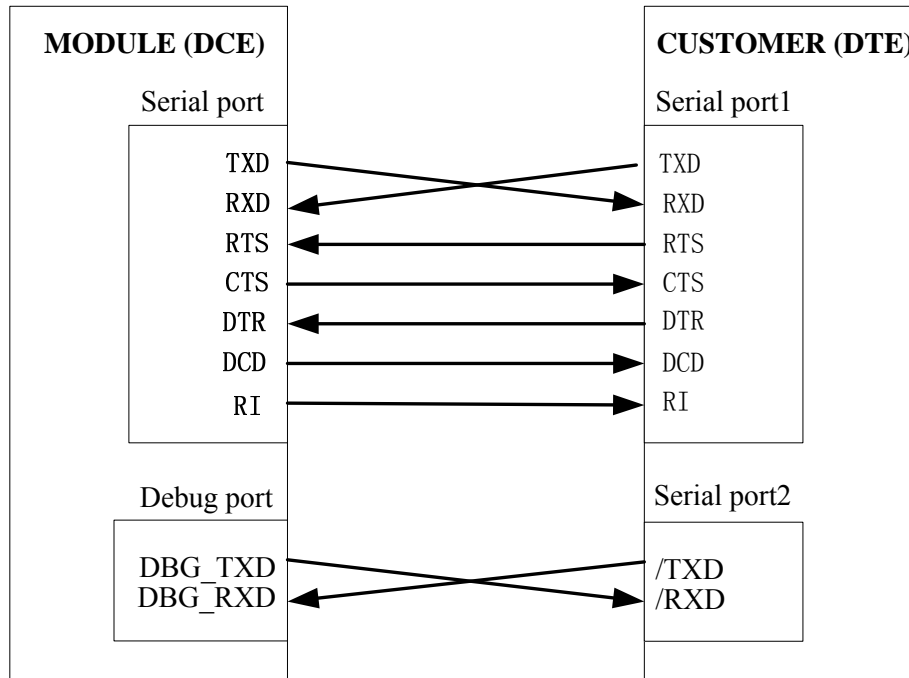 MODULE (DCE)
Serial port
TXD
RXD
RTS
CTS
DTR
DCD
RI
Debug port
DBG_TXD
DBG_RXD
CUSTOMER (DTE)
Serial port1
TXD
RXD
RTS
CTS
DTR
DCD
RI
Serial port2
/TXD
/RXD